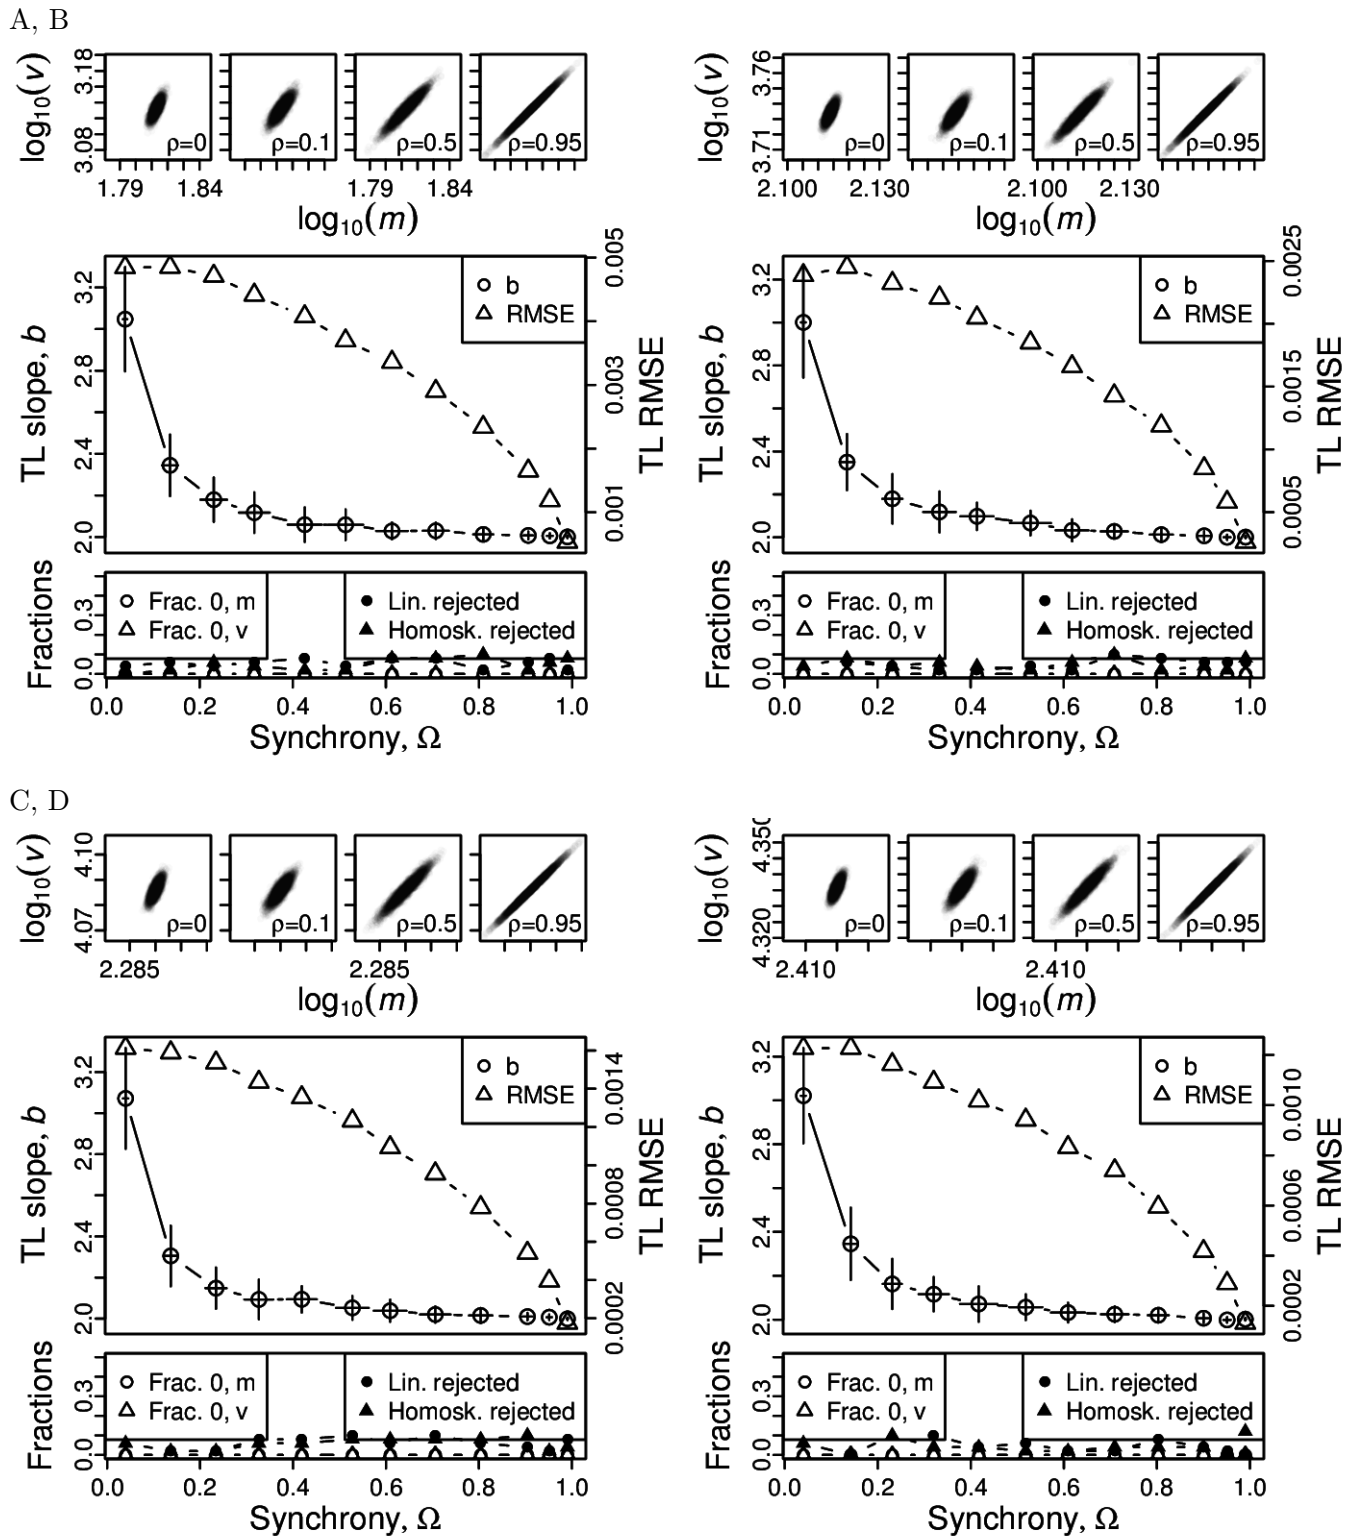 A, B
log10(v)
3.08 3.18
ρ=0 ρ=0.1 ρ=0.5 ρ=0.95
1.79 1.84 1.79 1.84
log10(m)
log10(v)
3.71 3.76
ρ=0 ρ=0.1 ρ=0.5 ρ=0.95
2.100 2.130 2.100 2.130
log10(m)
TL slope, b
2.0 2.4 2.8 3.2
b
RMSE
TL RMSE
0.001 0.003 0.005
TL slope, b
2.0 2.4 2.8 3.2
b
RMSE
TL RMSE
0.0005 0.0015 0.0025
Fractions
0.0 0.3
Frac. 0, m
Frac. 0, v
Lin. rejected
Homosk. rejected
0.0 0.2 0.4 0.6 0.8 1.0
Synchrony, Ω
Fractions
0.0 0.3
Frac. 0, m
Frac. 0, v
Lin. rejected
Homosk. rejected
0.0 0.2 0.4 0.6 0.8 1.0
Synchrony, Ω
C, D
log10(v)
4.07 4.10
ρ=0 ρ=0.1 ρ=0.5 ρ=0.95
2.285 2.285
log10(m)
log10(v)
4.320 4.350
ρ=0 ρ=0.1 ρ=0.5 ρ=0.95
2.410 2.410
log10(m)
TL slope, b
2.0 2.4 2.8 3.2
b
RMSE
TL RMSE
0.0002 0.0008 0.0014
TL slope, b
2.0 2.4 2.8 3.2
b
RMSE
TL RMSE
0.0002 0.0006 0.0010
Fractions
0.0 0.3
Frac. 0, m
Frac. 0, v
Lin. rejected
Homosk. rejected
0.0 0.2 0.4 0.6 0.8 1.0
Synchrony, Ω
Fractions
0.0 0.3
Frac. 0, m
Frac. 0, v
Lin. rejected
Homosk. rejected
0.0 0.2 0.4 0.6 0.8 1.0
Synchrony, Ω